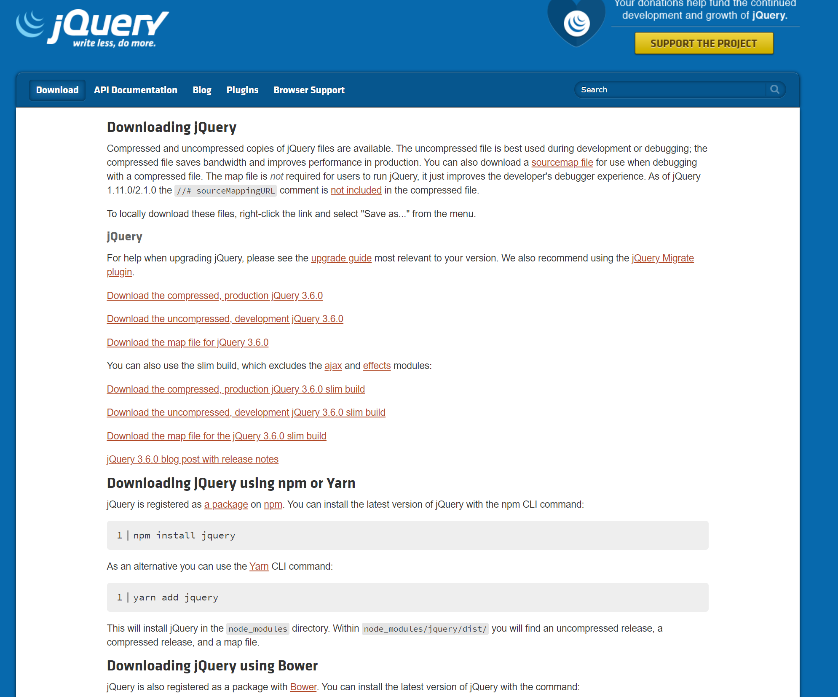 Your donations help fund the continued
development and growth of jQuery.
jQuery
write less, do more.
SUPPORT THE PROJECT
Download API Documentation Blog Plugins Browser Support Search
Downloading jQuery
Compressed and uncompressed copies of jQuery files are available. The uncompressed file is best used during development or debugging; the
compressed file saves bandwidth and improves performance in production. You can also download a sourcemap file for use when debugging
with a compressed file. The map file is not required for users to run jQuery, it just improves the developer's debugger experience. As of jQuery
1.11.0/2.1.0 the //# sourceMappingURL comment is not included in the compressed file.
To locally download these files, right-click the link and select "Save as..." from the menu.
jQuery
For help when upgrading jQuery, please see the upgrade guide most relevant to your version. We also recommend using the jQuery Migrate
plugin.
Download the compressed, production jQuery 3.6.0
Download the uncompressed, development jQuery 3.6.0
Download the map file for jQuery 3.6.0
You can also use the slim build, which excludes the ajax and effects modules:
Download the compressed, production jQuery 3.6.0 slim build
Download the uncompressed, development jQuery 3.6.0 slim build
Download the map file for the jQuery 3.6.0 slim build
jQuery 3.6.0 blog post with release notes
Downloading jQuery using npm or Yarn
jQuery is registered as a package on npm. You can install the latest version of jQuery with the npm CLI command:
1 npm install jquery
As an alternative you can use the Yarn CLI command:
1 yarn add jquery
This will install jQuery in the node_modules directory. Within node_modules/jquery/dist/ you will find an uncompressed release, a
compressed release, and a map file.
Downloading jQuery using Bower
jQuery is also registered as a package with Bower. You can install the latest version of jQuery with the command: